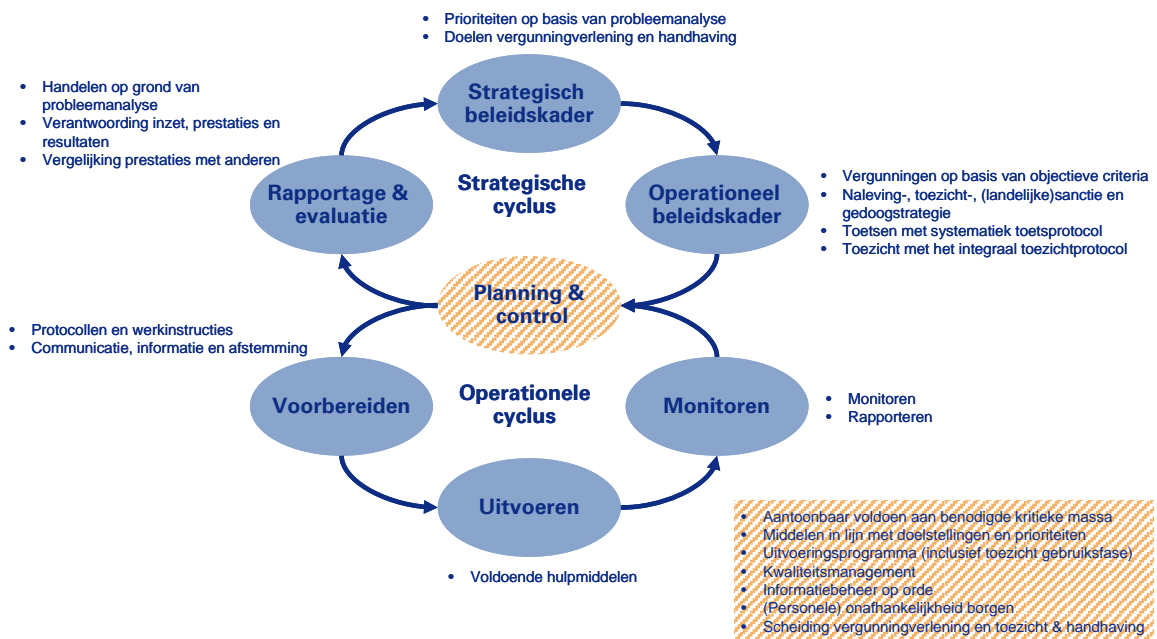 • Prioriteiten op basis van probleemanalyse
• Doelen vergunningverlening en handhaving
Strategisch
beleidskader
• Handelen op grond van
probleemanalyse
• Verantwoording inzet, prestaties en
resultaten
• Vergelijking prestaties met anderen
Rapportage &
evaluatie
Strategische
cyclus
Operationeel
beleidskader
• Vergunningen op basis van objectieve criteria
• Naleving-, toezicht-, (landelijke)sanctie en
gedoogstrategie
• Toetsen met systematiek toetsprotocol
• Toezicht met het integraal toezichtprotocol
Planning &
control
• Protocollen en werkinstructies
• Communicatie, informatie en afstemming
Voorbereiden
Operationele
cyclus
Monitoren
• Monitoren
• Rapporteren
Uitvoeren
• Voldoende hulpmiddelen
• Aantoonbaar voldoen aan benodigde kritieke massa
• Middelen in lijn met doelstellingen en prioriteiten
• Uitvoeringsprogramma (inclusief toezicht gebruiksfase)
• Kwaliteitsmanagement
• Informatiebeheer op orde
• (Personele) onafhankelijkheid borgen
• Scheiding vergunningverlening en toezicht & handhaving